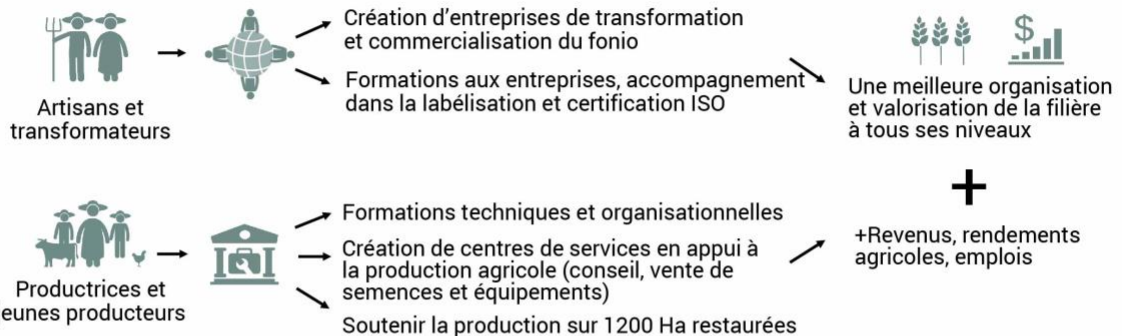 Artisans et
transformateurs
Création d'entreprises de transformation
et commercialisation du fonio
Formations aux entreprises, accompagnement
dans la labélisation et certification ISO
$
Une meilleure organisation
et valorisation de la filière
à tous ses niveaux
+
Productrices et
eunes producteurs
Formations techniques et organisationnelles
Création de centres de services en appui à
la production agricole (conseil, vente de
semences et équipements)
Soutenir la production sur 1200 Ha restaurées
+Revenus, rendements
agricoles, emplois